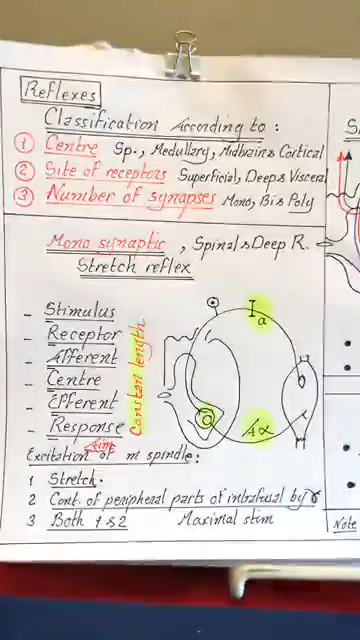 Reflexes
Classification According to :
① Centre Sp., Medullary, Midbrain & Cortical
② Site of receptors Superficial, Deep & Visceral
③ Number of synapses Mono, Bi & Poly
Mono synaptic , Spinal & Deep R.
Stretch reflex
- Stimulus
- Receptor
- Afferent
- Centre
- Efferent
- Response
Aim
Constan length
Ia
Aα
Excitation of m spindle :
1 Stretch.
2 Cont. of peripheral parts of intrafusal by γ
3 Both 1 & 2 Maximal stim
Note